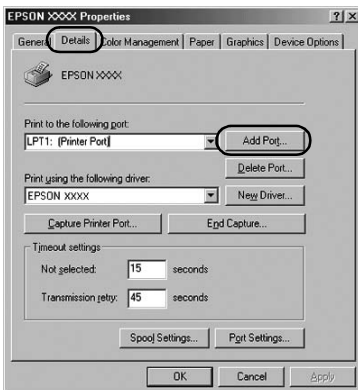 EPSON XXXX Properties ? X
General Details Color Management Paper Graphics Device Options
EPSON XXXX
Print to the following port:
LPT1: (Printer Port) Add Port...
Delete Port...
Print using the following driver:
EPSON XXXX New Driver...
Capture Printer Port... End Capture...
Timeout settings
Not selected: 15 seconds
Transmission retry: 45 seconds
Spool Settings... Port Settings...
OK Cancel Apply